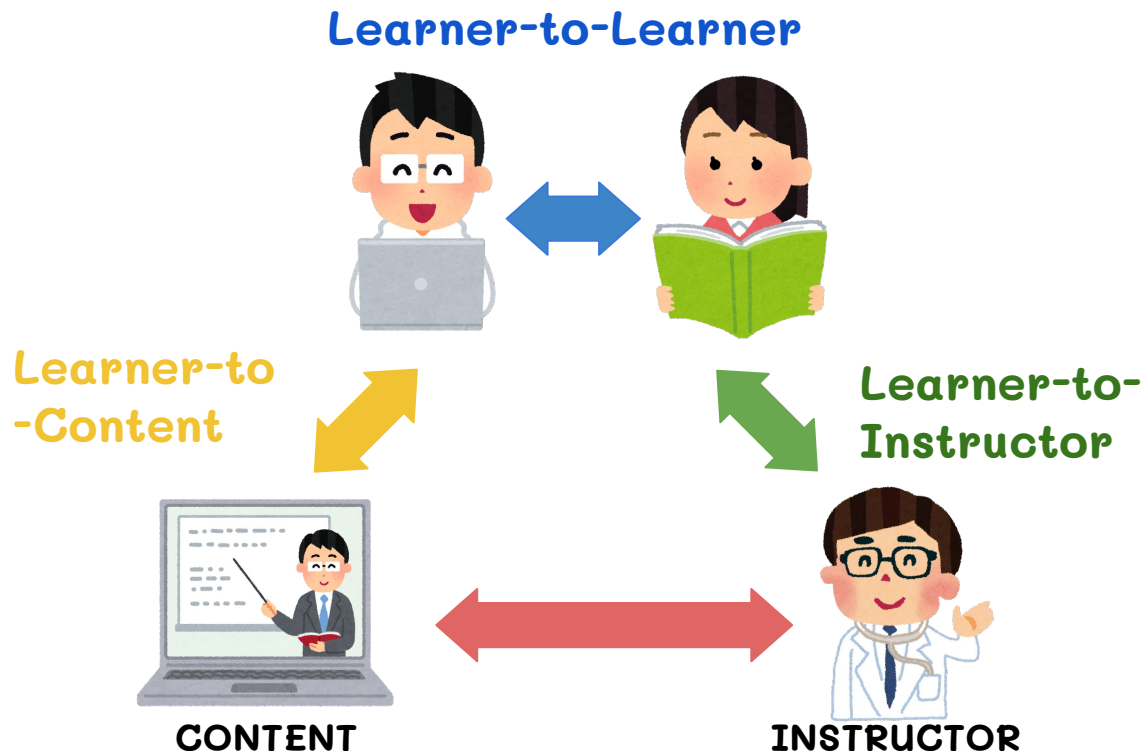 Learner-to-Learner
Learner-to
-Content
Learner-to-
Instructor
CONTENT
INSTRUCTOR